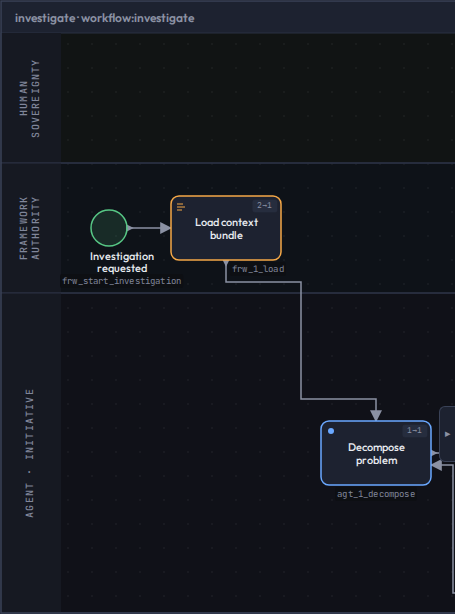 investigate·workflow:investigate
HUMAN
SOVEREIGNTY
FRAMEWORK
AUTHORITY
2→1
Load context
bundle
Investigation
requested
frw_start_investigation
frw_1_load
AGENT · INITIATIVE
1→1
Decompose
problem
agt_1_decompose